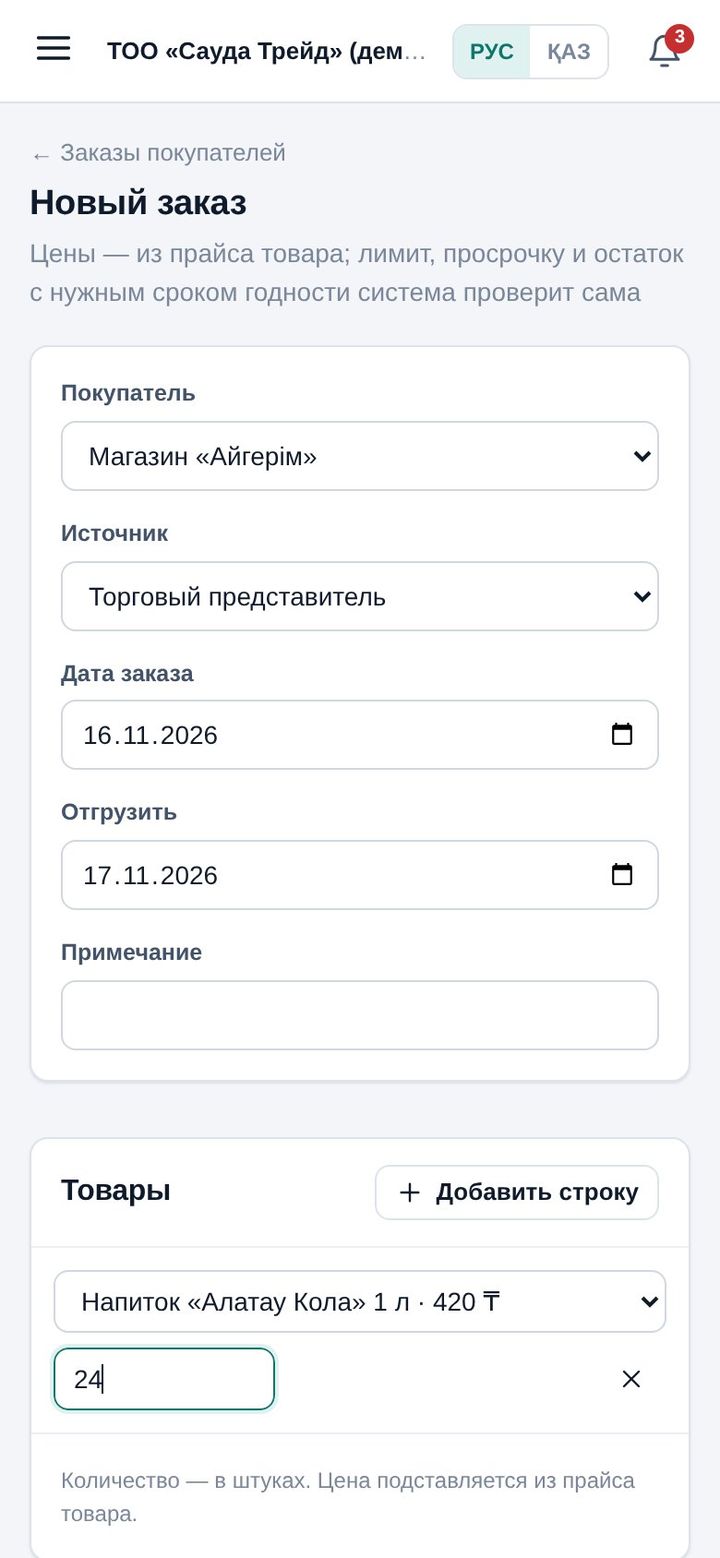 ТОО «Сауда Трейд» (дем...
РУС
ҚАЗ
3
← Заказы покупателей
Новый заказ
Цены — из прайса товара; лимит, просрочку и остаток
с нужным сроком годности система проверит сама
Покупатель
Магазин «Айгерім»
Источник
Торговый представитель
Дата заказа
16.11.2026
Отгрузить
17.11.2026
Примечание
Товары
+ Добавить строку
Напиток «Алатау Кола» 1 л · 420 ₸
24
Количество — в штуках. Цена подставляется из прайса
товара.